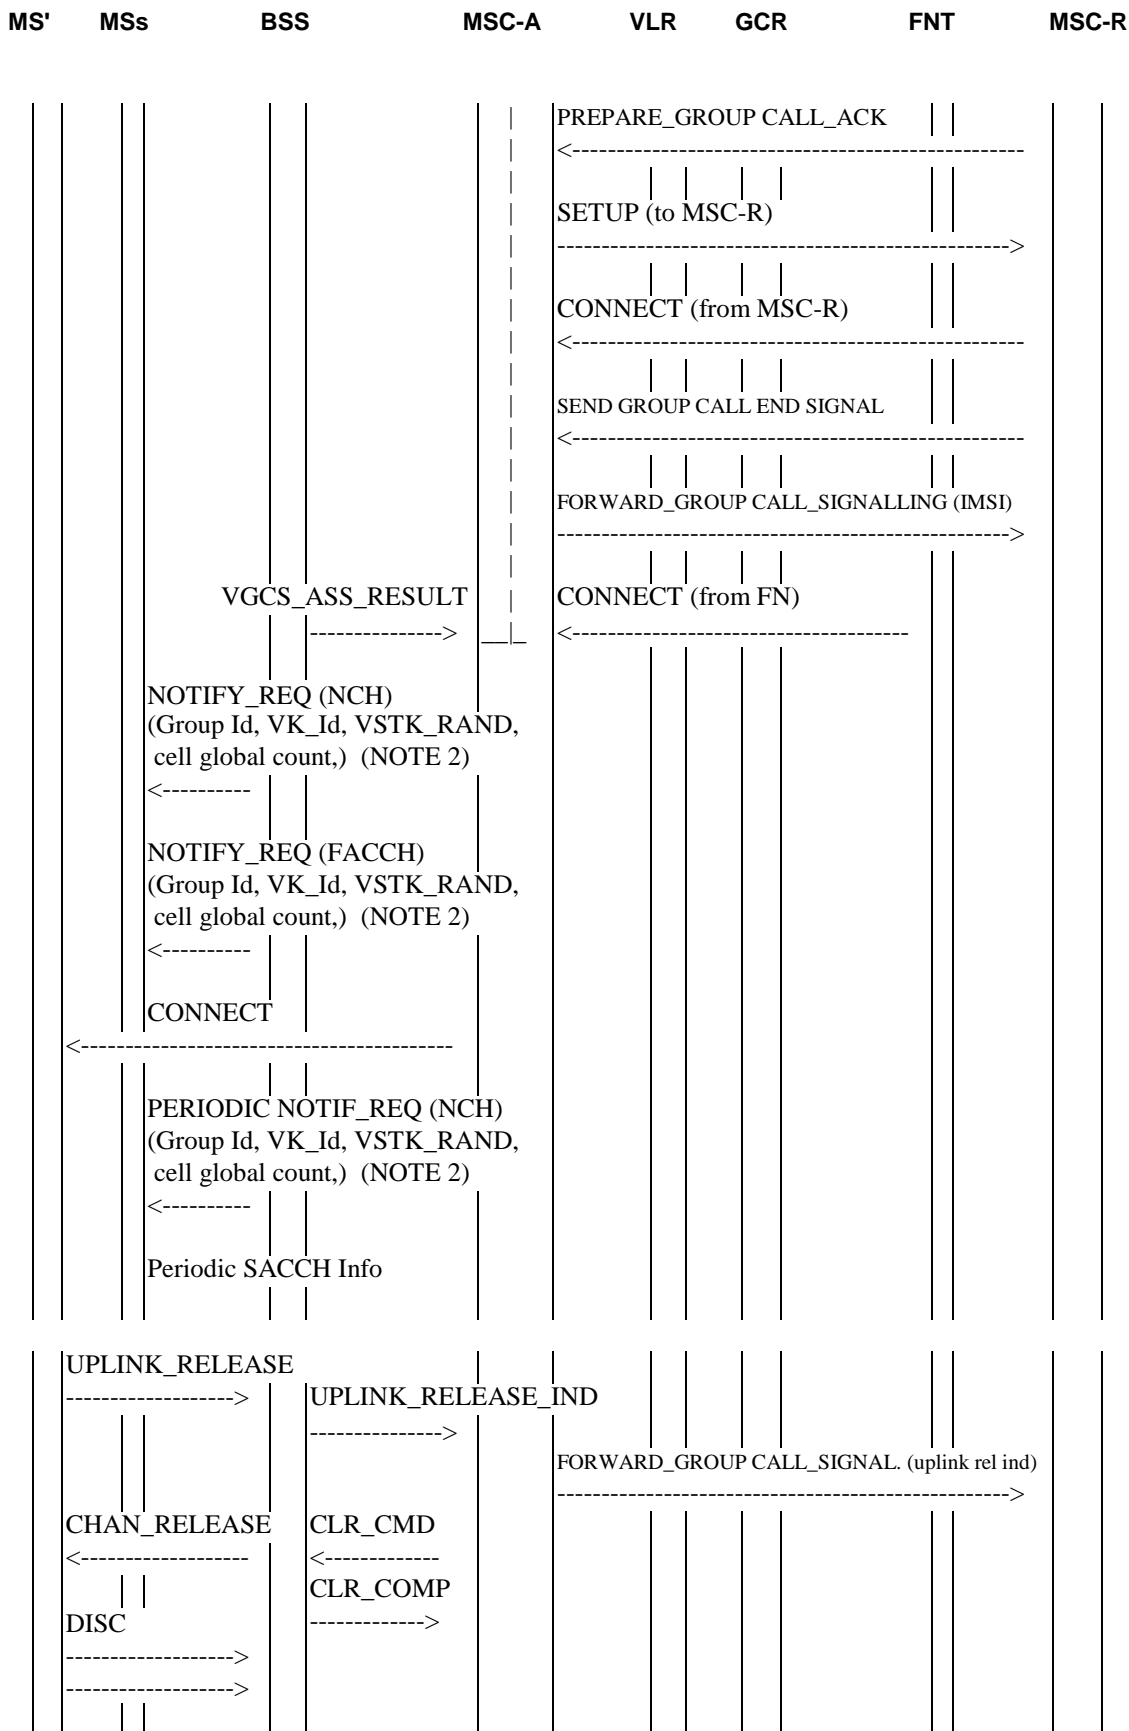 MS' MSs BSS MSC-A VLR GCR FNT MSC-R
PREPARE_GROUP CALL_ACK
<---------------------------------------------------
SETUP (to MSC-R)
--------------------------------------------------->
CONNECT (from MSC-R)
<---------------------------------------------------
SEND GROUP CALL END SIGNAL
<---------------------------------------------------
FORWARD_GROUP CALL_SIGNALLING (IMSI)
--------------------------------------------------->
VGCS_ASS_RESULT CONNECT (from FN)
---------------> __|_ <--------------------------------------
NOTIFY_REQ (NCH)
(Group Id, VK_Id, VSTK_RAND,
cell global count,) (NOTE 2)
<----------
NOTIFY_REQ (FACCH)
(Group Id, VK_Id, VSTK_RAND,
cell global count,) (NOTE 2)
<----------
CONNECT
<------------------------------------------
PERIODIC NOTIF_REQ (NCH)
(Group Id, VK_Id, VSTK_RAND,
cell global count,) (NOTE 2)
<----------
Periodic SACCH Info
UPLINK_RELEASE
-------------------> UPLINK_RELEASE_IND
--------------->
FORWARD_GROUP CALL_SIGNAL. (uplink rel ind)
--------------------------------------------------->
CHAN_RELEASE CLR_CMD
<------------------- <-------------
CLR_COMP
DISC ------------->
------------------->
------------------->